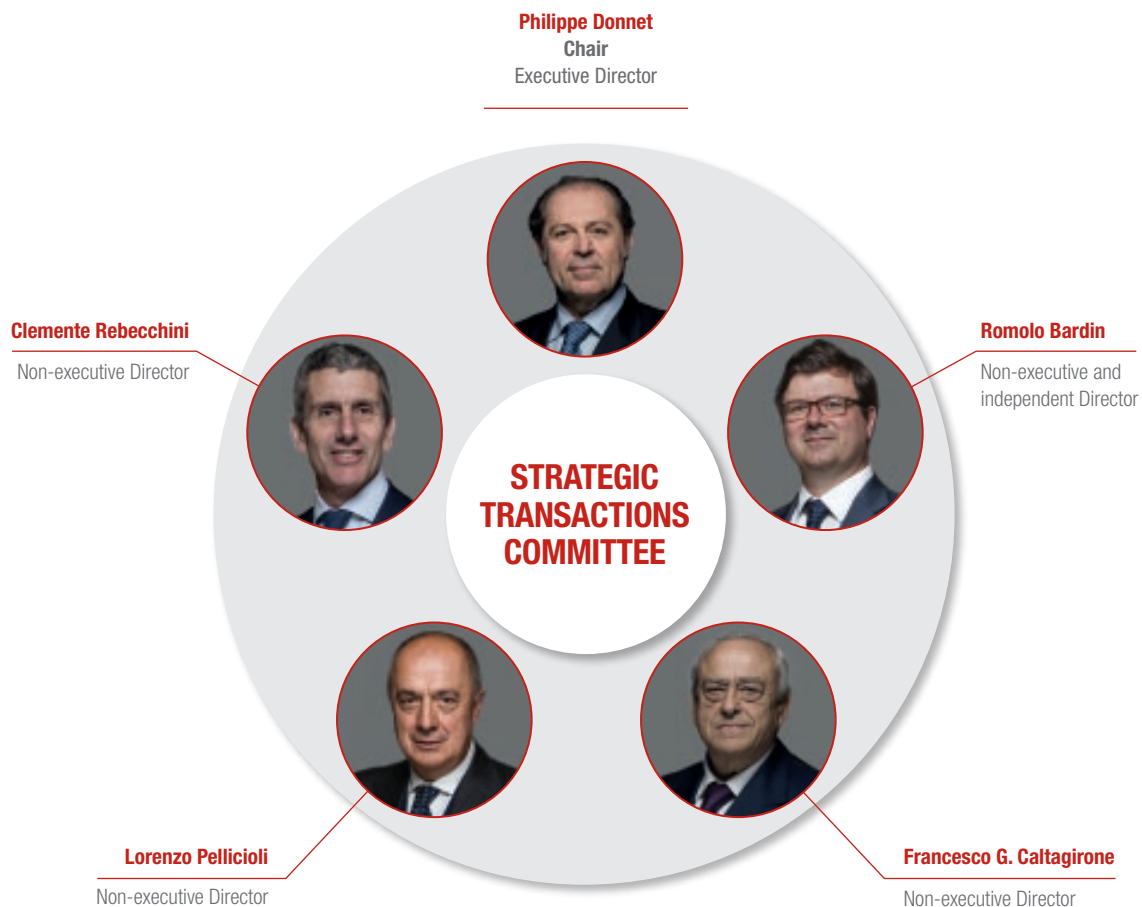 Philippe Donnet
Chair
Executive Director
Clemente Rebecchini
Non-executive Director
Romolo Bardin
Non-executive and
independent Director
STRATEGIC
TRANSACTIONS
COMMITTEE
Lorenzo Pellicioli
Non-executive Director
Francesco G. Caltagirone
Non-executive Director